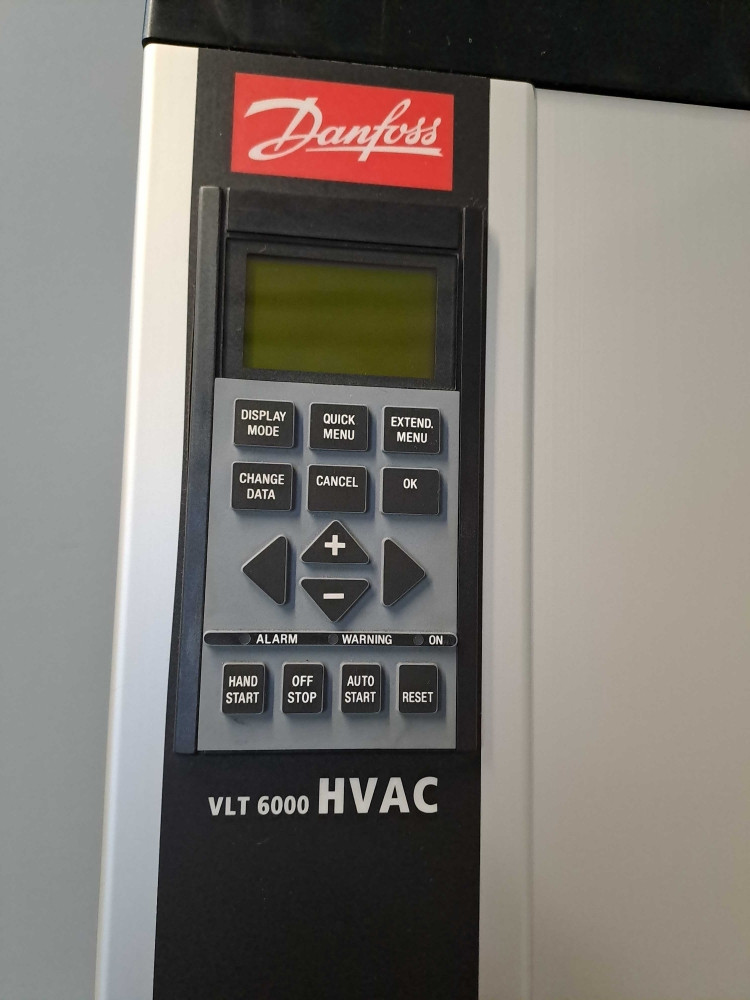 Danfoss
DISPLAY MODE
QUICK MENU
EXTEND. MENU
CHANGE DATA
CANCEL
OK
+
-
ALARM WARNING ON
HAND START
OFF STOP
AUTO START
RESET
VLT 6000 HVAC